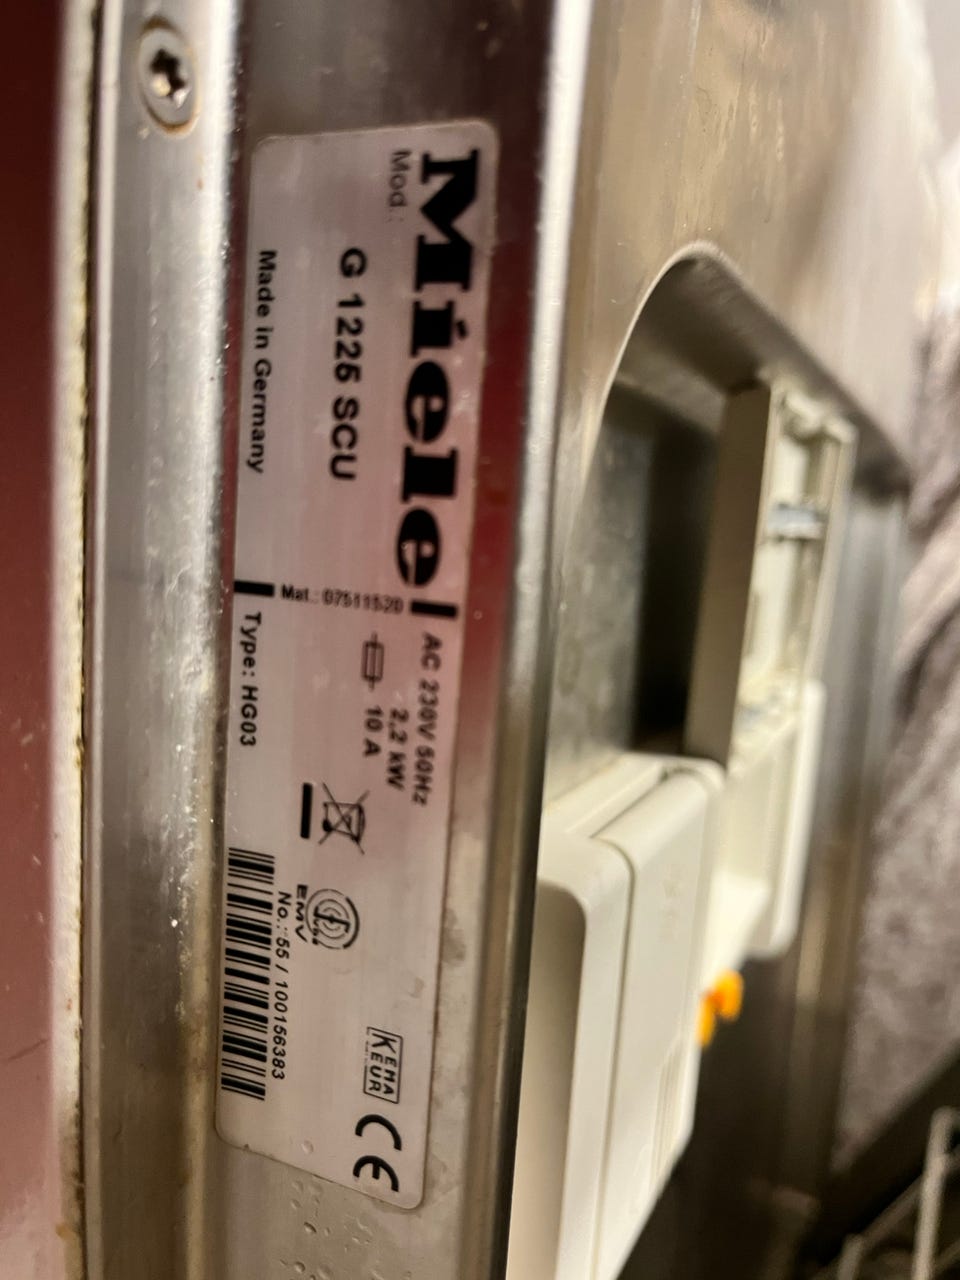 Miele
Mod.:
G 1225 SCU
Made in Germany
Mat.: 07511520
AC 230V 50Hz
2,2 kW
10 A
Type: HG03
EMV
No.: 55 / 100156383
KEMA
KEUR
CE